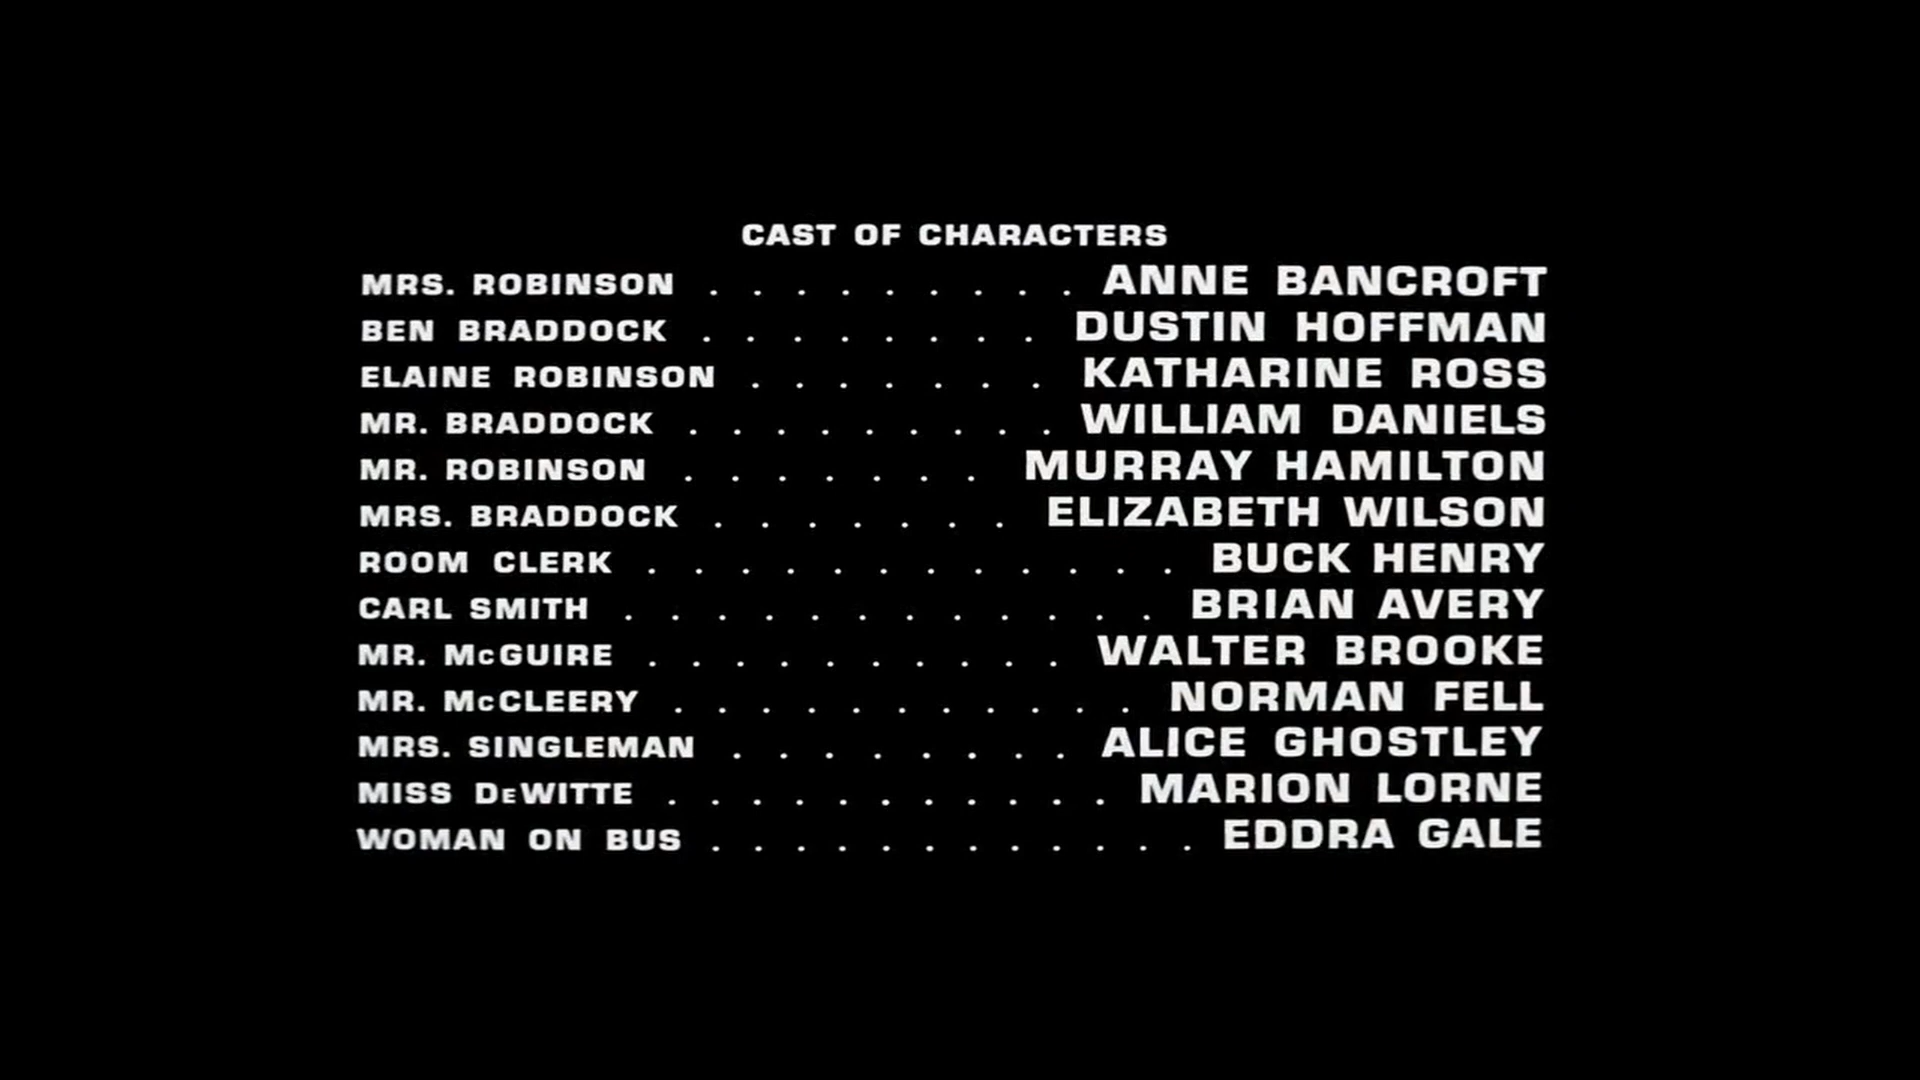 CAST OF CHARACTERS
MRS. ROBINSON . . . . . . . . . ANNE BANCROFT
BEN BRADDOCK . . . . . . . . DUSTIN HOFFMAN
ELAINE ROBINSON . . . . . . . KATHARINE ROSS
MR. BRADDOCK . . . . . . . . . WILLIAM DANIELS
MR. ROBINSON . . . . . . . MURRAY HAMILTON
MRS. BRADDOCK . . . . . . . ELIZABETH WILSON
ROOM CLERK . . . . . . . . . . . . BUCK HENRY
CARL SMITH . . . . . . . . . . . . BRIAN AVERY
MR. McGUIRE . . . . . . . . . . WALTER BROOKE
MR. McCLEERY . . . . . . . . . . . NORMAN FELL
MRS. SINGLEMAN . . . . . . . . ALICE GHOSTLEY
MISS DeWITTE . . . . . . . . . . . MARION LORNE
WOMAN ON BUS . . . . . . . . . . . . EDDRA GALE